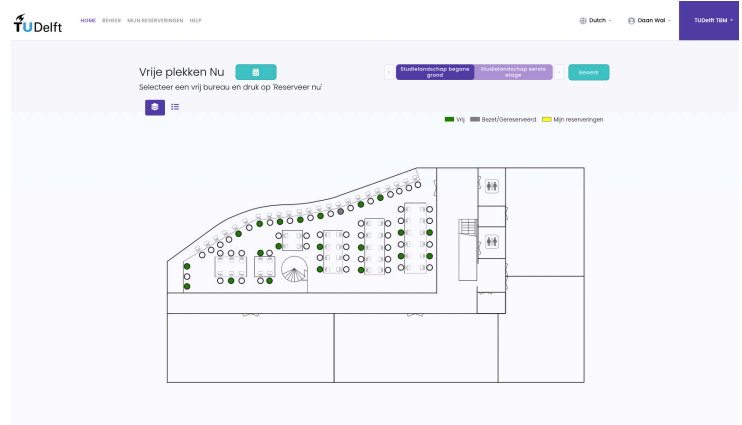 TUDelft
HOME BEHEER MIJN RESERVERINGEN HELP
Dutch
Daan Wal
TUDelft TBM
Vrije plekken Nu
Studielandschap begane
grond
Studielandschap eerste
etage
Bewerk
Selecteer een vrij bureau en druk op 'Reserveer nu'
Vrij Bezet/Gereserveerd Mijn reserveringen